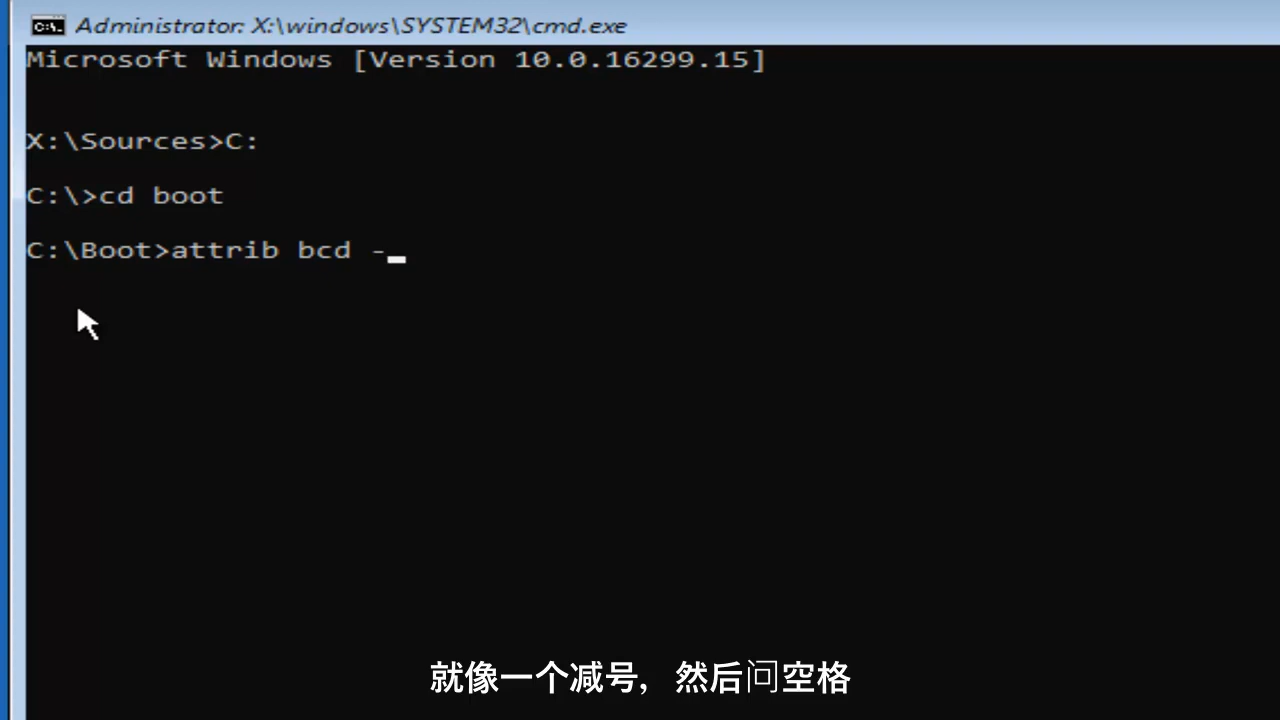 Administrator: X:\windows\SYSTEM32\cmd.exe
Microsoft Windows [Version 10.0.16299.15]
X:\Sources>C:
C:\>cd boot
C:\Boot>attrib bcd -
就像一个减号，然后问空格